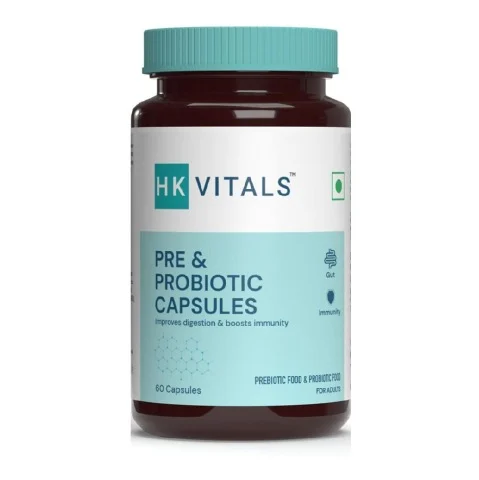 HK VITALS™
PRE &
PROBIOTIC
CAPSULES
Improves digestion & boosts immunity
Gut
Immunity
60 Capsules
PREBIOTIC FOOD & PROBIOTIC FOOD
FOR ADULTS